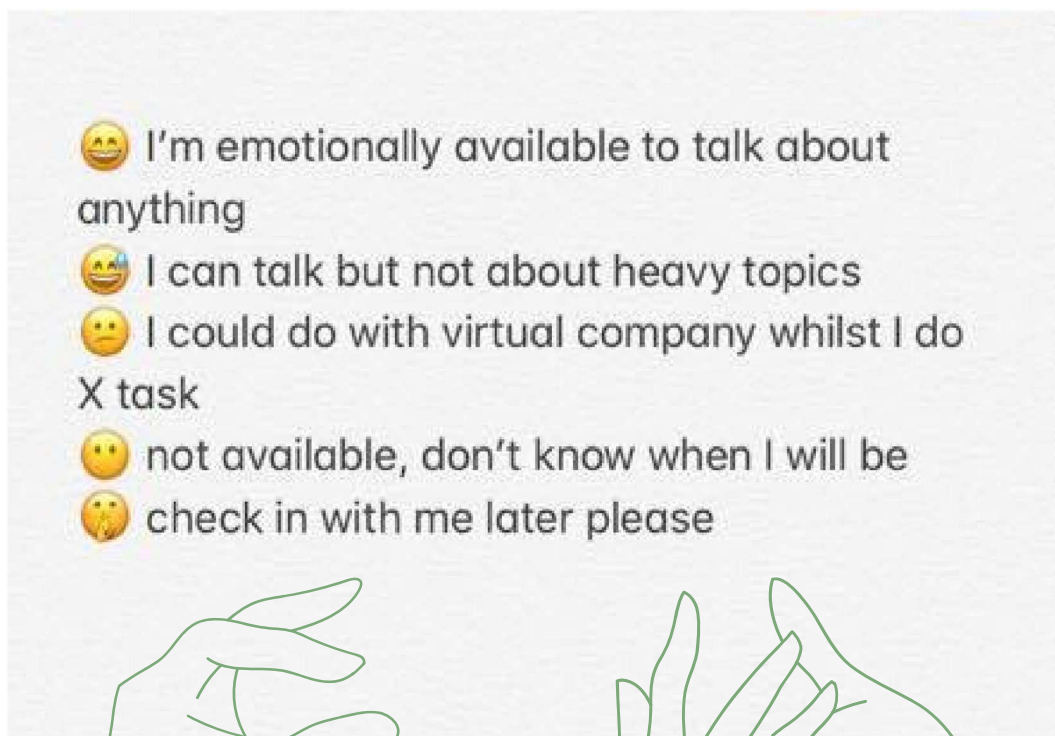 😄 I’m emotionally available to talk about
anything
😅 I can talk but not about heavy topics
😕 I could do with virtual company whilst I do
X task
😶 not available, don’t know when I will be
🤫 check in with me later please